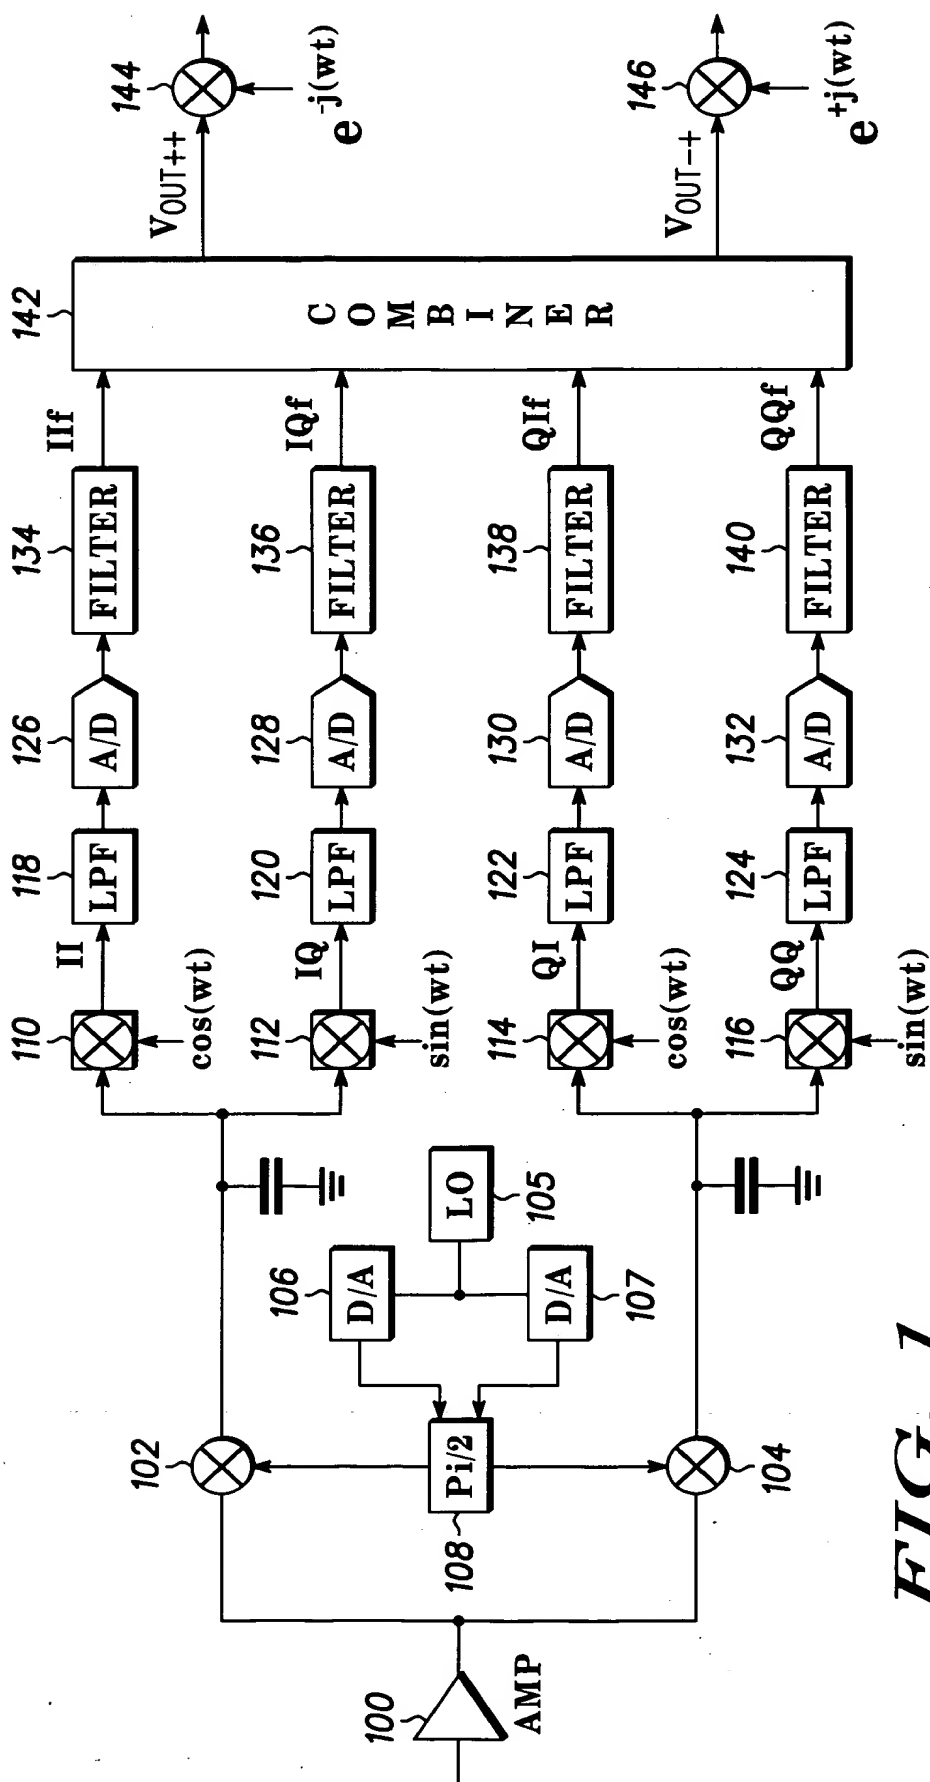 100
AMP
102
104
108
Pi/2
106
D/A
D/A
107
LO
105
110
II
cos(wt)
118
LPF
126
A/D
134
FILTER
IIf
112
IQ
sin(wt)
120
LPF
128
A/D
136
FILTER
IQf
114
QI
cos(wt)
122
LPF
130
A/D
138
FILTER
QIf
116
QQ
sin(wt)
124
LPF
132
A/D
140
FILTER
QQf
142
COMBINER
VOUT++
144
e-j(wt)
VOUT-+
146
e+j(wt)
FIG. 1